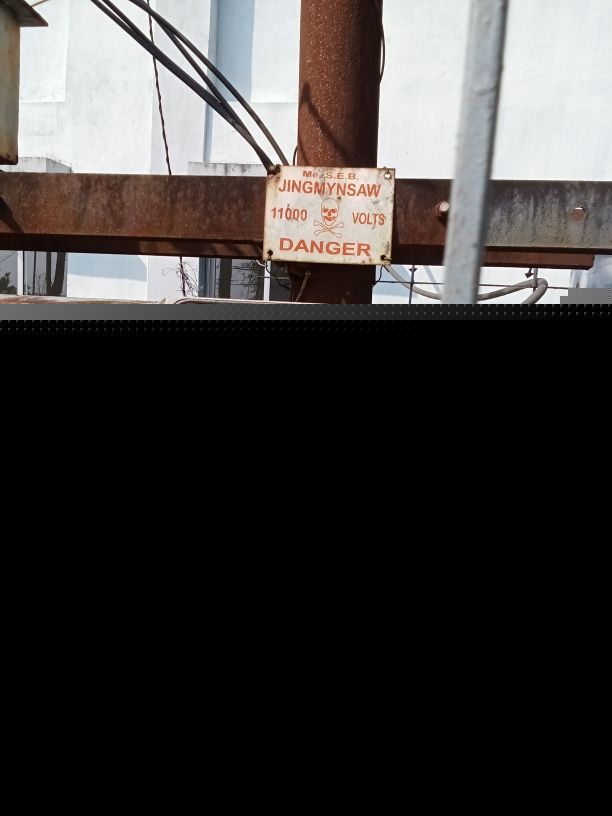 Me.S.E.B.
JINGMYNSAW
11000 VOLTS
DANGER